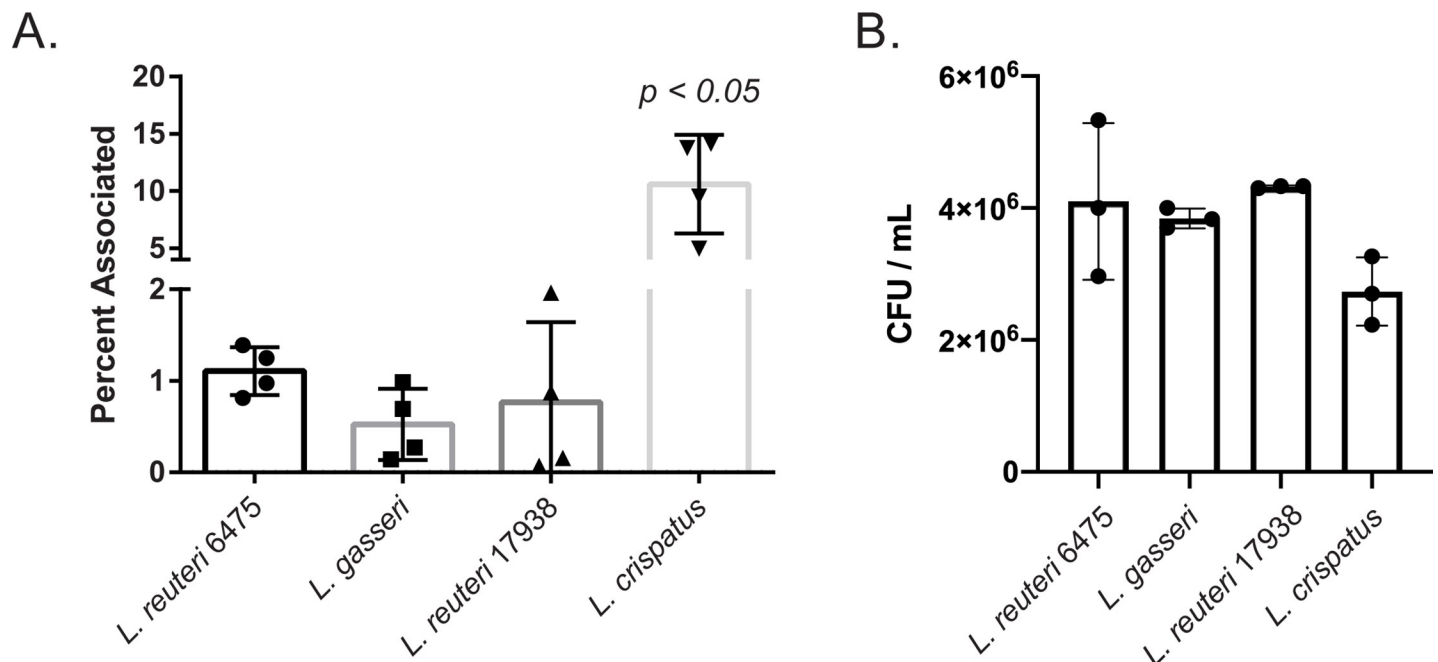 A.
Percent Associated
20
15
10
5
2
1
0
p < 0.05
L. reuteri 6475
L. gasseri
L. reuteri 17938
L. crispatus
B.
CFU / mL
6×10⁶
4×10⁶
2×10⁶
0
L. reuteri 6475
L. gasseri
L. reuteri 17938
L. crispatus